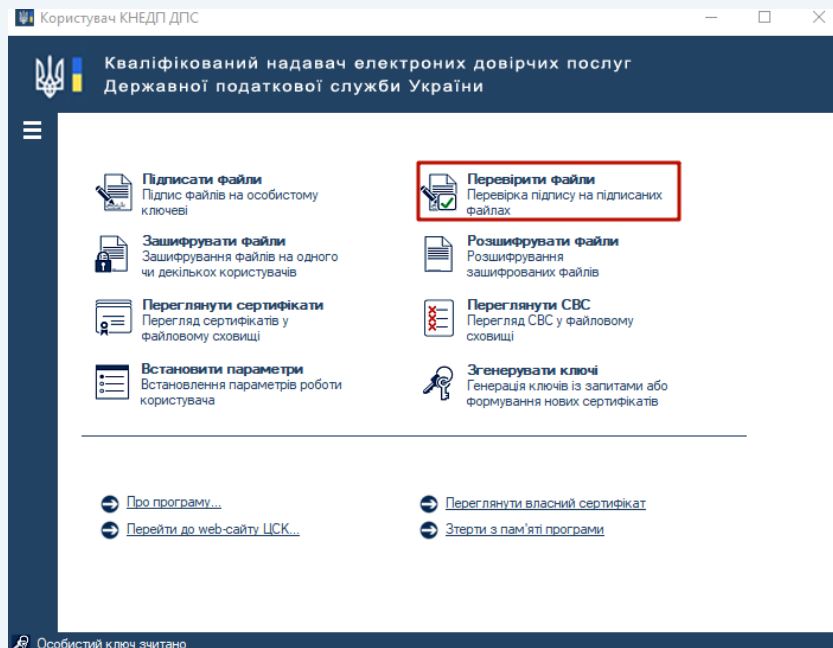 Користувач КНЕДП ДПС
Кваліфікований надавач електроних довірчих послуг
Державної податкової служби України
Підписати файли
Підпис файлів на особистому
ключеві
Перевірити файли
Перевірка підпису на підписаних
файлах
Зашифрувати файли
Зашифрування файлів на одного
чи декількох користувачів
Розшифрувати файли
Розшифрування
зашифрованих файлів
Переглянути сертифікати
Перегляд сертифікатів у
файловому сховищі
Переглянути СВС
Перегляд СВС у файловому
сховищі
Встановити параметри
Встановлення параметрів роботи
користувача
Згенерувати ключі
Генерація ключів із запитами або
формування нових сертифікатів
Про програму...
Переглянути власний сертифікат
Перейти до web-сайту ЦСК...
Зтерти з пам'яті програми
Особистий ключ зчитано